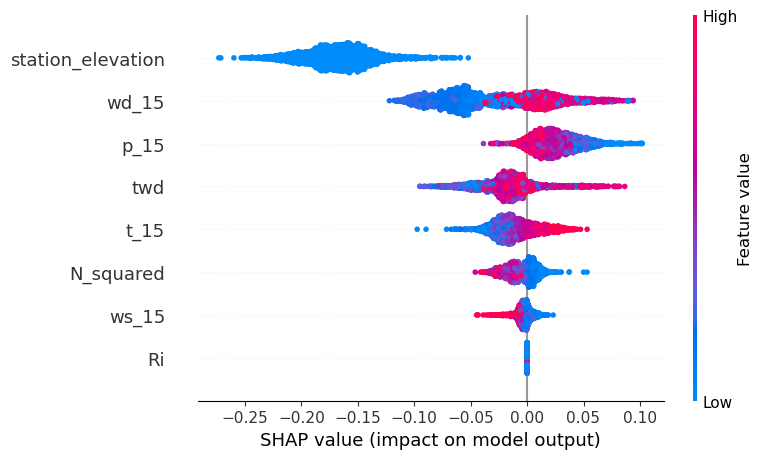 High
station_elevation
wd_15
p_15
twd
t_15
N_squared
ws_15
Ri
Feature value
Low
−0.25 −0.20 −0.15 −0.10 −0.05 0.00 0.05 0.10
SHAP value (impact on model output)